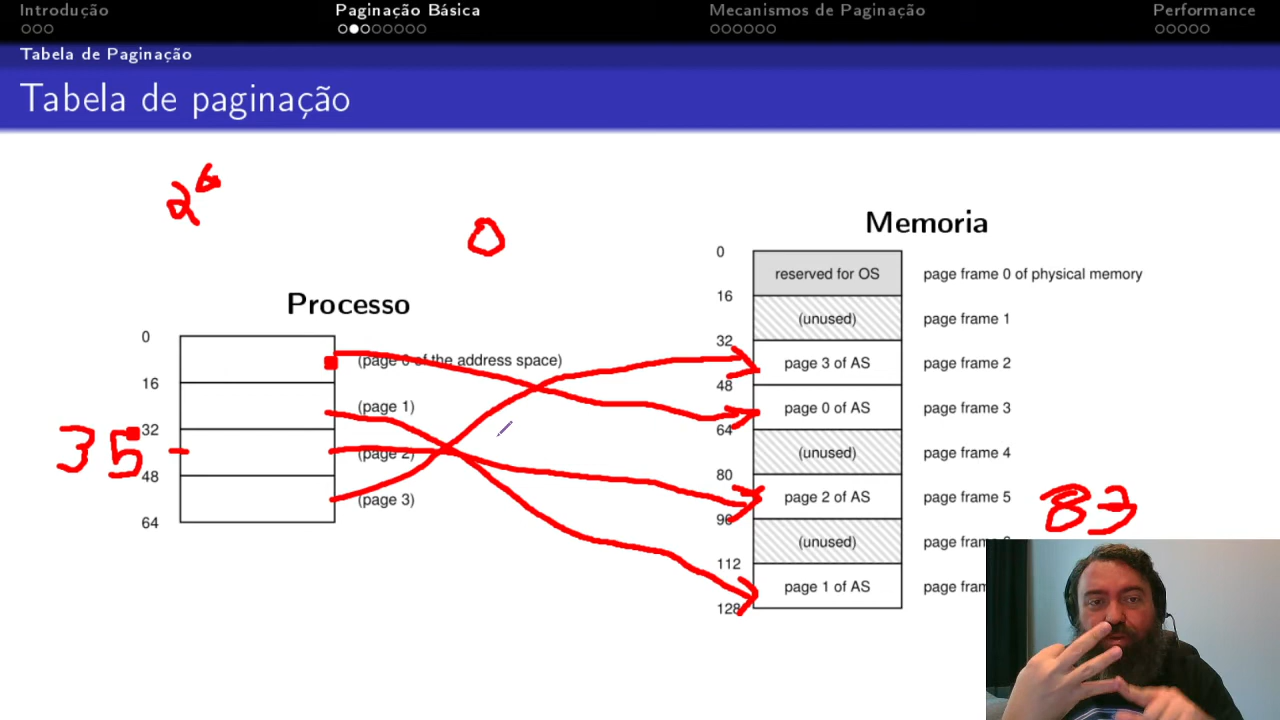 Introdução Paginação Básica Mecanismos de Paginação Performance
Tabela de Paginação
Tabela de paginação
2^6
0
Processo
0
16
32
48
64
(page 0 of the address space)
(page 1)
(page 2)
(page 3)
35
Memoria
0
16
32
48
64
80
96
112
128
reserved for OS page frame 0 of physical memory
(unused) page frame 1
page 3 of AS page frame 2
page 0 of AS page frame 3
(unused) page frame 4
page 2 of AS page frame 5
(unused) page
page 1 of AS page
83